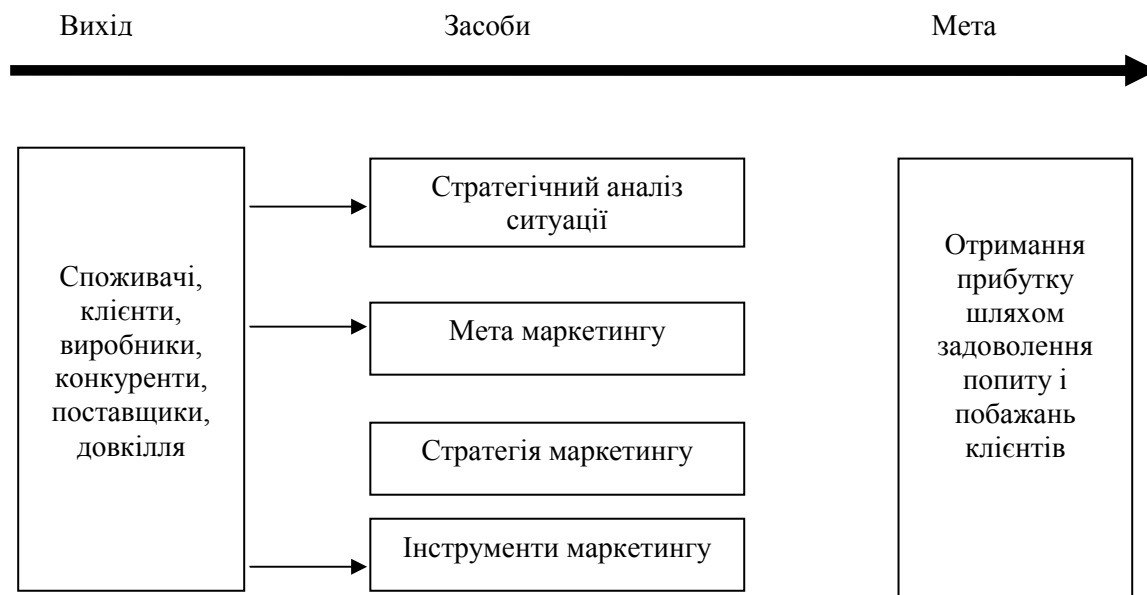 Вихід
Засоби
Мета
Споживачі,
клієнти,
виробники,
конкуренти,
поставщики,
довкілля
Стратегічний аналіз
ситуації
Мета маркетингу
Стратегія маркетингу
Інструменти маркетингу
Отримання
прибутку
шляхом
задоволення
попиту і
побажань
клієнтів